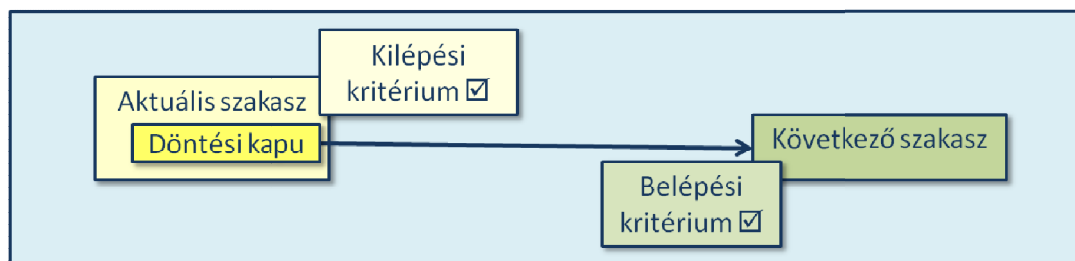 Kilépési
kritérium ☑
Aktuális szakasz
Döntési kapu
Következő szakasz
Belépési
kritérium ☑